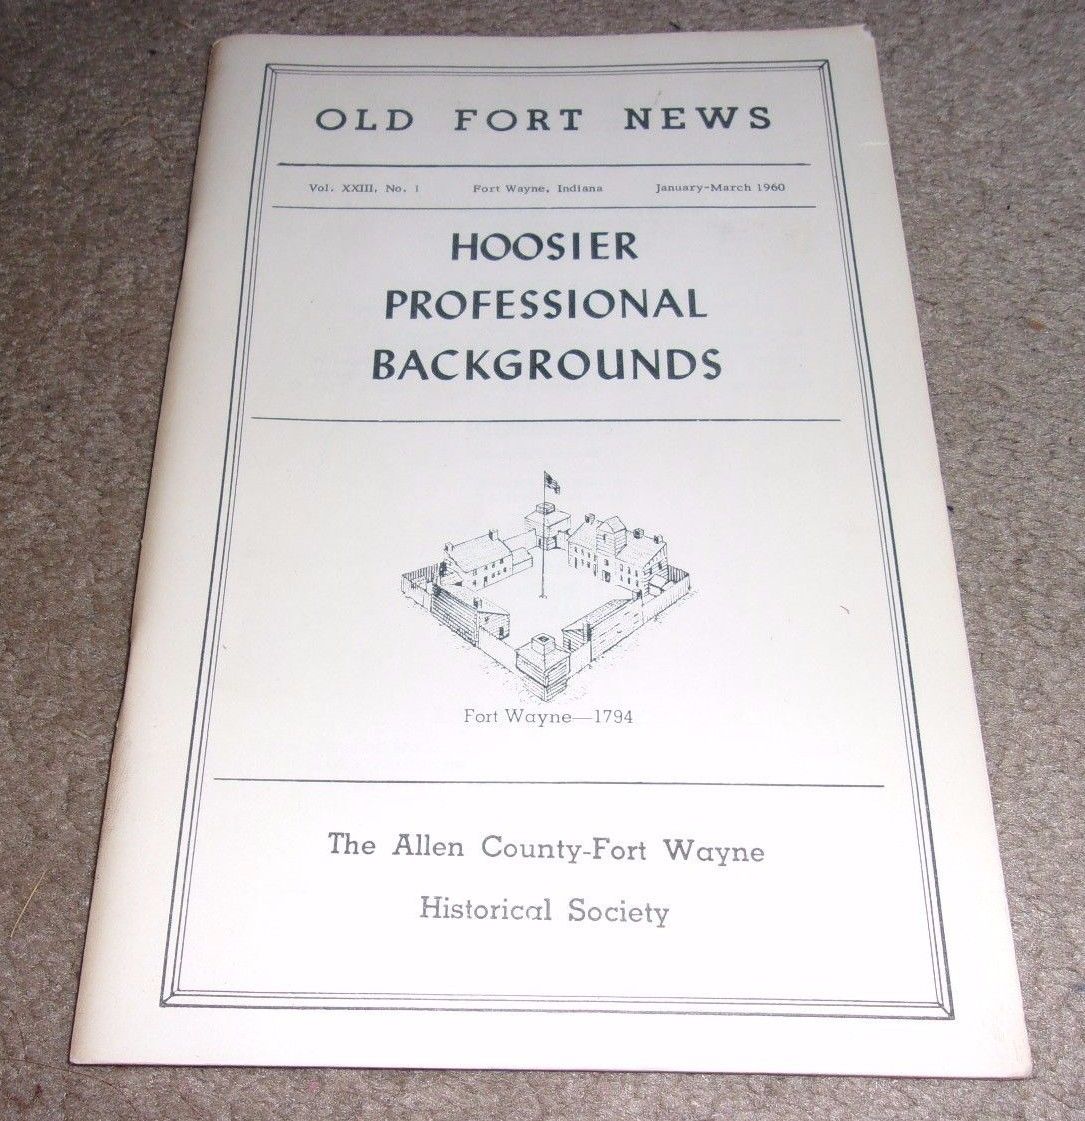 OLD FORT NEWS
Vol. XXIII, No. 1 Fort Wayne, Indiana January-March 1960
HOOSIER
PROFESSIONAL
BACKGROUNDS
Fort Wayne—1794
The Allen County-Fort Wayne
Historical Society